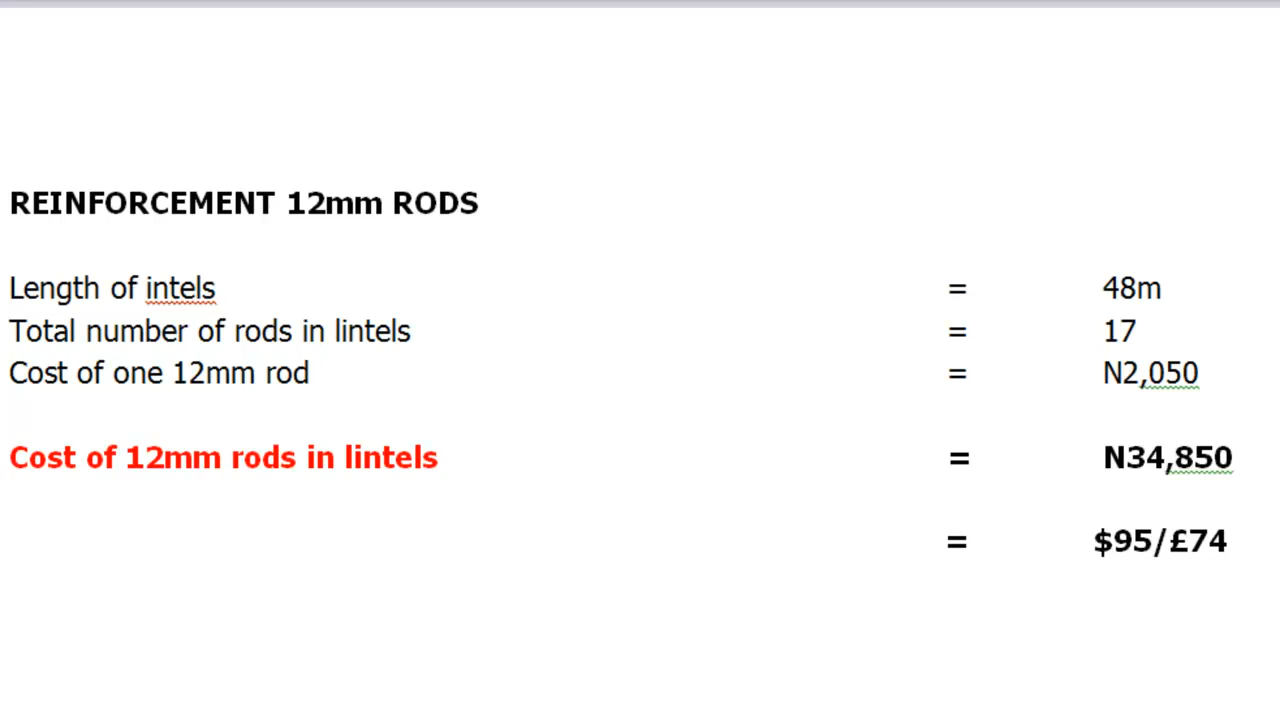 REINFORCEMENT 12mm RODS
Length of intels = 48m
Total number of rods in lintels = 17
Cost of one 12mm rod = N2,050
Cost of 12mm rods in lintels = N34,850
= $95/£74